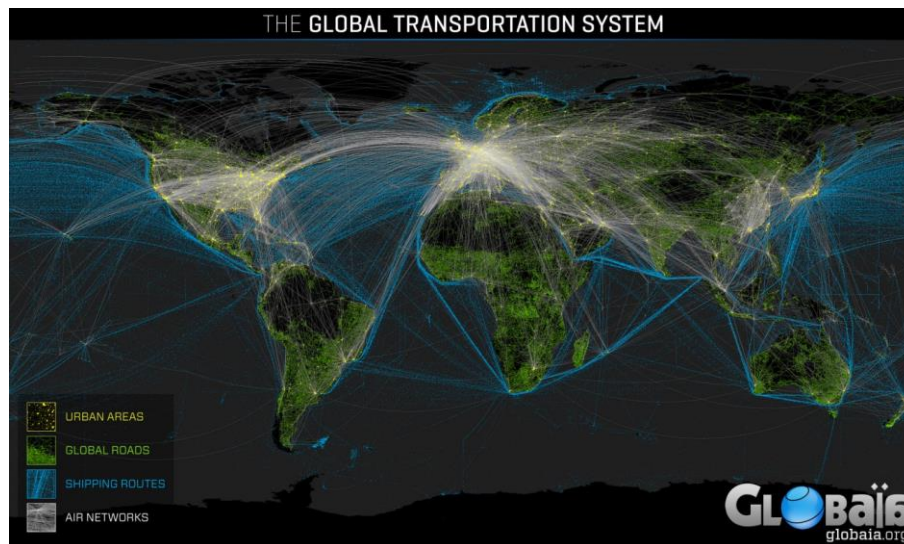 THE GLOBAL TRANSPORTATION SYSTEM
URBAN AREAS
GLOBAL ROADS
SHIPPING ROUTES
AIR NETWORKS
GLOBAÏA
globaia.org